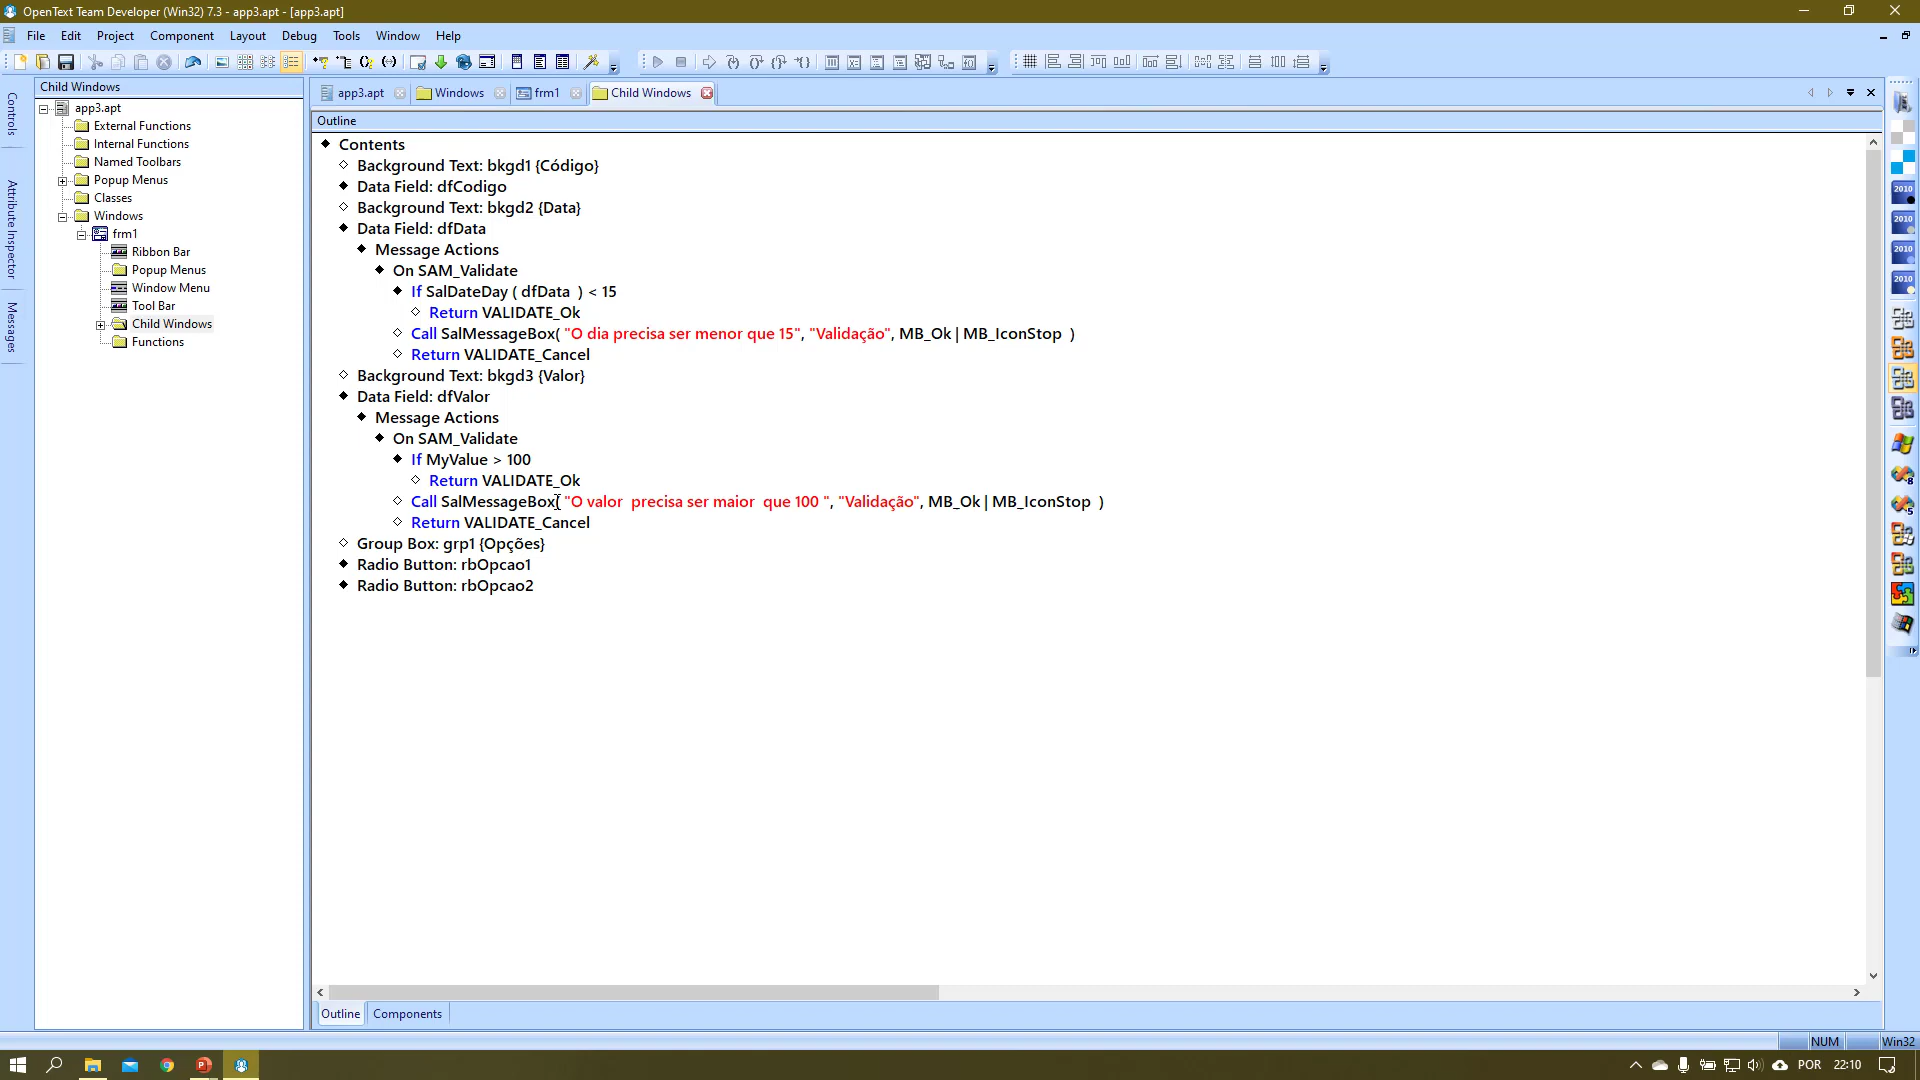 OpenText Team Developer (Win32) 7.3 - app3.apt - [app3.apt]
File Edit Project Component Layout Debug Tools Window Help
Child Windows
app3.apt
External Functions
Internal Functions
Named Toolbars
Popup Menus
Classes
Windows
frm1
Ribbon Bar
Popup Menus
Window Menu
Tool Bar
Child Windows
Functions
Controls
Attribute Inspector
Messages
app3.apt Windows frm1 Child Windows
Outline
Contents
Background Text: bkgd1 {Código}
Data Field: dfCodigo
Background Text: bkgd2 {Data}
Data Field: dfData
Message Actions
On SAM_Validate
If SalDateDay ( dfData  ) < 15
Return VALIDATE_Ok
Call SalMessageBox( "O dia precisa ser menor que 15", "Validação", MB_Ok | MB_IconStop  )
Return VALIDATE_Cancel
Background Text: bkgd3 {Valor}
Data Field: dfValor
Message Actions
On SAM_Validate
If MyValue > 100
Return VALIDATE_Ok
Call SalMessageBox( "O valor  precisa ser maior  que 100 ", "Validação", MB_Ok | MB_IconStop  )
Return VALIDATE_Cancel
Group Box: grp1 {Opções}
Radio Button: rbOpcao1
Radio Button: rbOpcao2
Outline Components
2010
2010
2010
2010
NUM Win32
POR 22:10